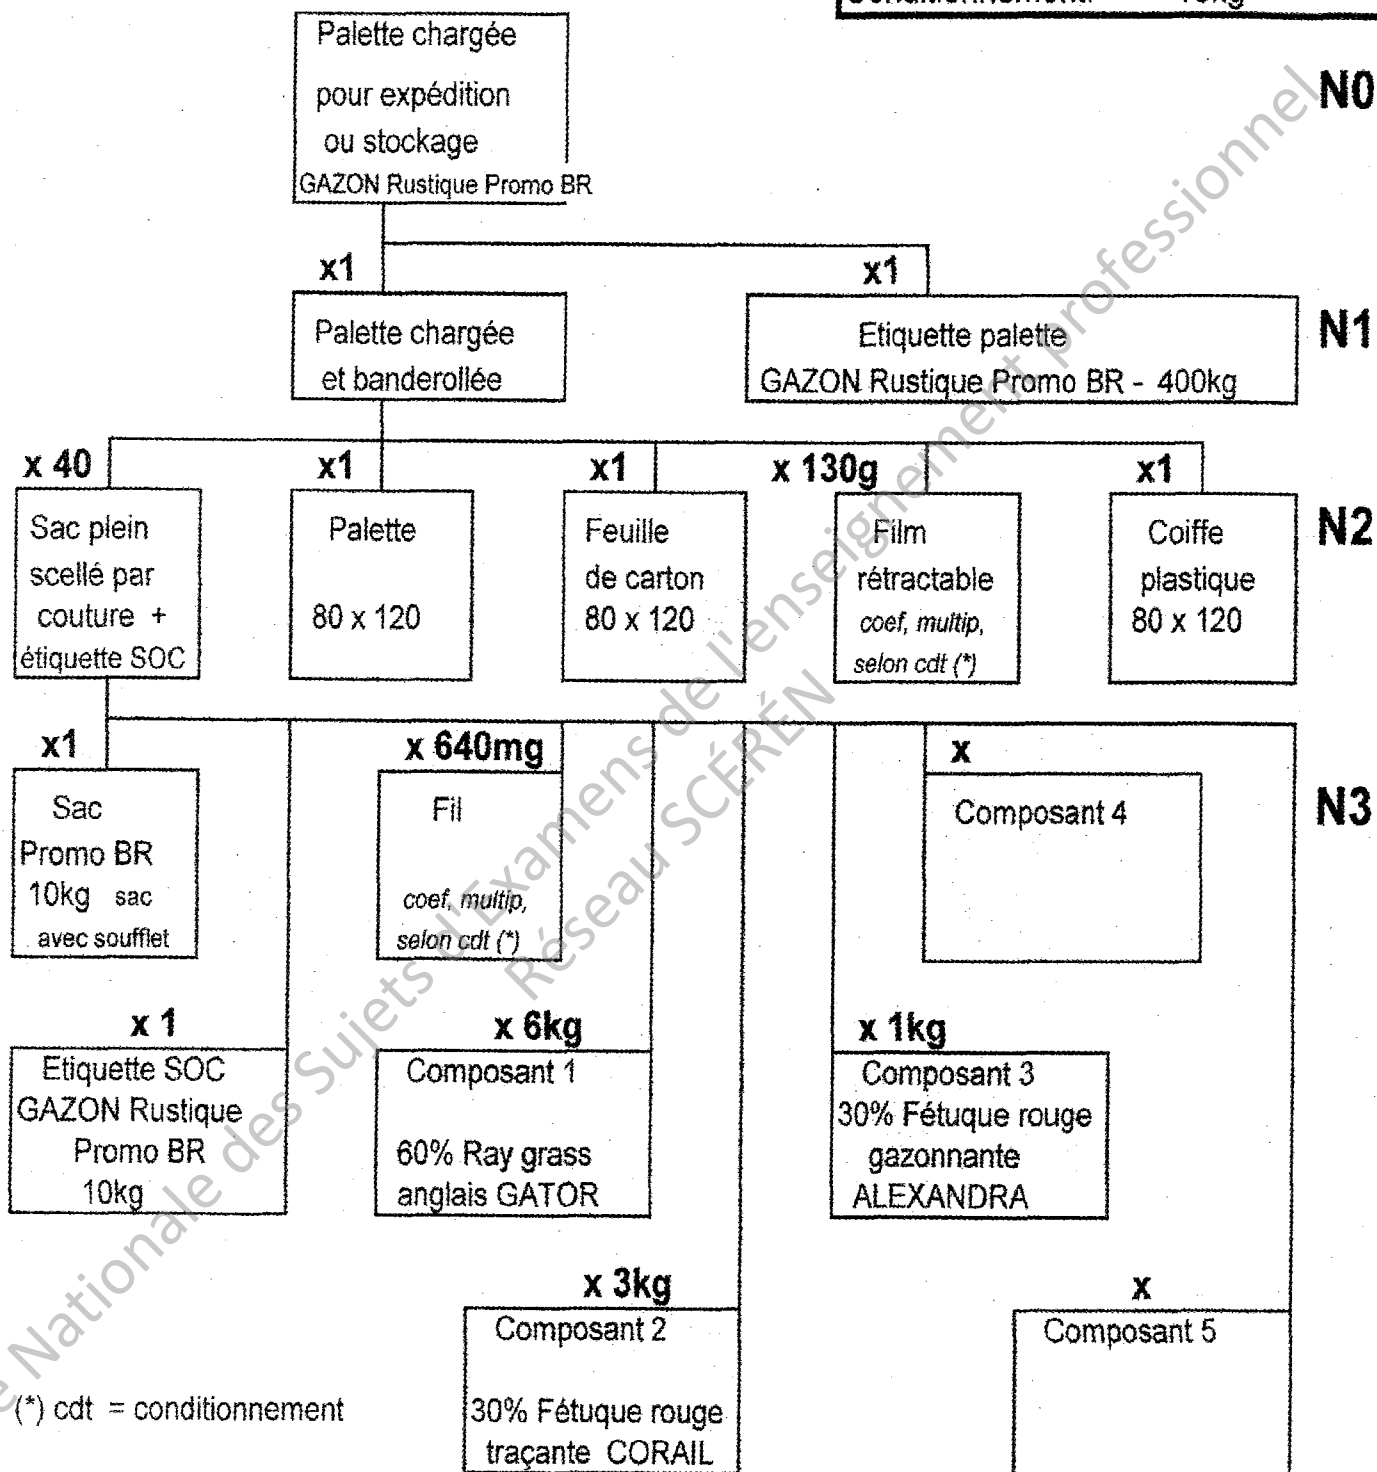 10kg
Palette chargée
pour expédition
ou stockage
GAZON Rustique Promo BR
N0
x1
x1
Palette chargée
et banderollée
Etiquette palette
GAZON Rustique Promo BR - 400kg
N1
x 40
x1
x1
x 130g
x1
Sac plein
scellé par
couture +
étiquette SOC
Palette
80 x 120
Feuille
de carton
80 x 120
Film
rétractable
coef, multip,
selon cdt (*)
Coiffe
plastique
80 x 120
N2
x1
x 640mg
x
Sac
Promo BR
10kg sac
avec soufflet
Fil
coef, multip,
selon cdt (*)
Composant 4
N3
x 1
x 6kg
x 1kg
Etiquette SOC
GAZON Rustique
Promo BR
10kg
Composant 1
60% Ray grass
anglais GATOR
Composant 3
30% Fétuque rouge
gazonnante
ALEXANDRA
x 3kg
x
Composant 2
30% Fétuque rouge
traçante CORAIL
Composant 5
(*) cdt = conditionnement
Nationale des Sujets d'Examens de l'enseignement professionnel
Réseau SCÉRÉN